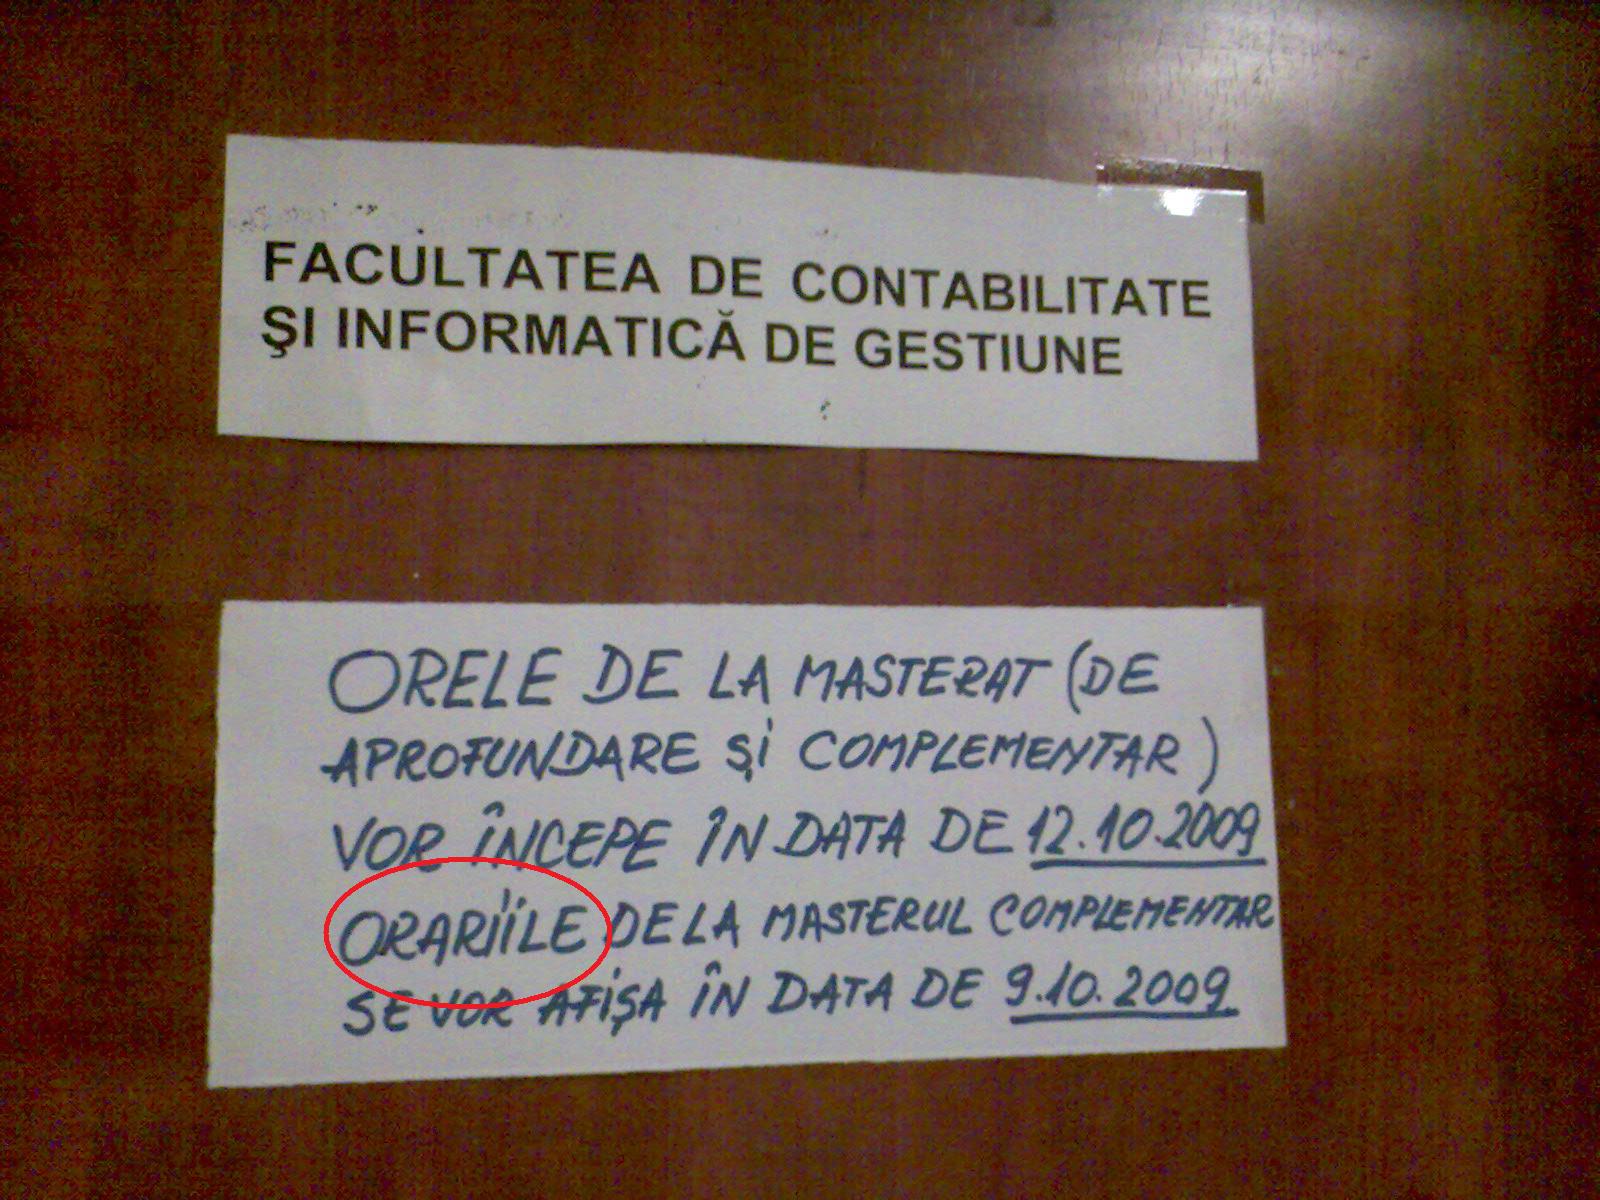 FACULTATEA DE CONTABILITATE
ŞI INFORMATICĂ DE GESTIUNE
ORELE DE LA MASTERAT (DE
APROFUNDARE ŞI COMPLEMENTAR)
VOR ÎNCEPE ÎN DATA DE 12.10.2009
ORARIILE DE LA MASTERUL COMPLEMENTAR
SE VOR AFIŞA ÎN DATA DE 9.10.2009